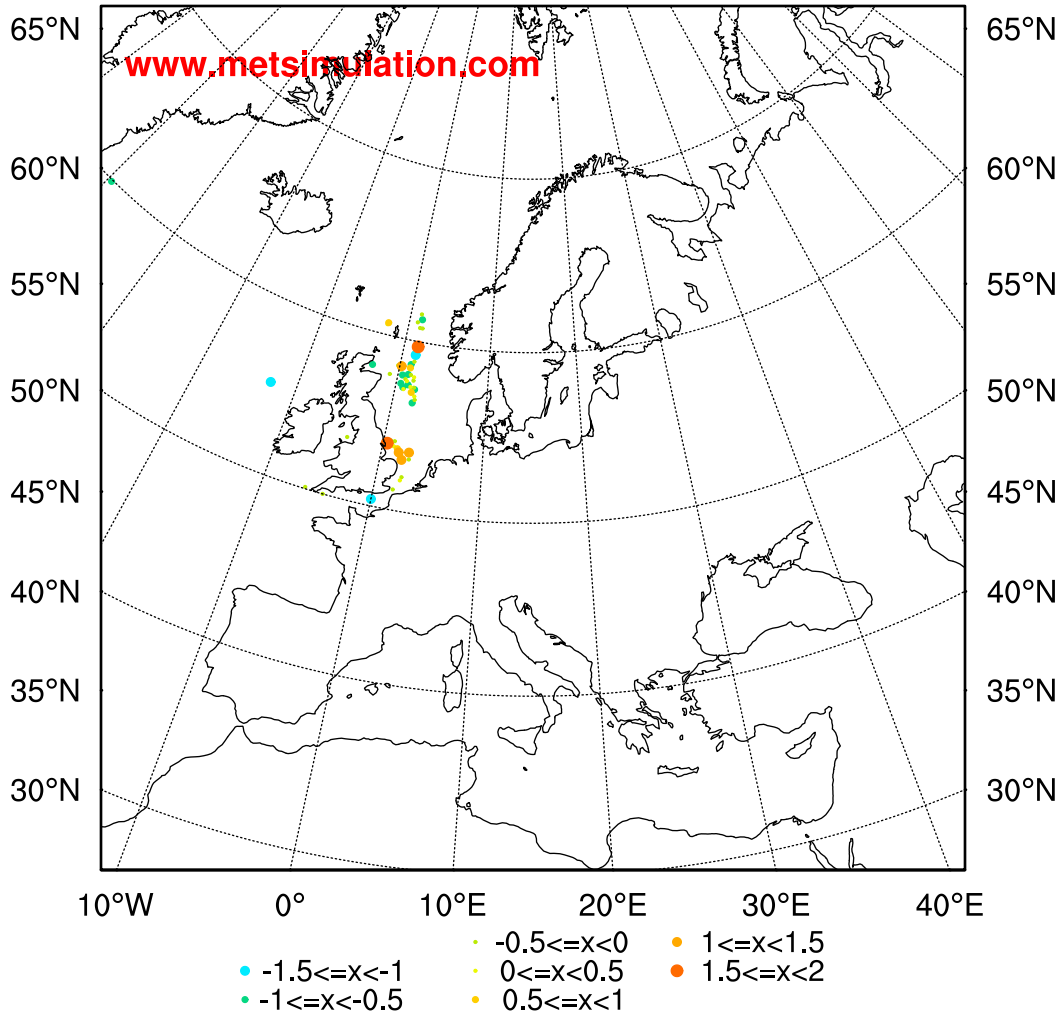 65°N 65°N
www.metsimulation.com
60°N 60°N
55°N 55°N
50°N 50°N
45°N 45°N
40°N 40°N
35°N 35°N
30°N 30°N
10°W 0° 10°E 20°E 30°E 40°E
-0.5<=x<0 1<=x<1.5
-1.5<=x<-1 0<=x<0.5 1.5<=x<2
-1<=x<-0.5 0.5<=x<1